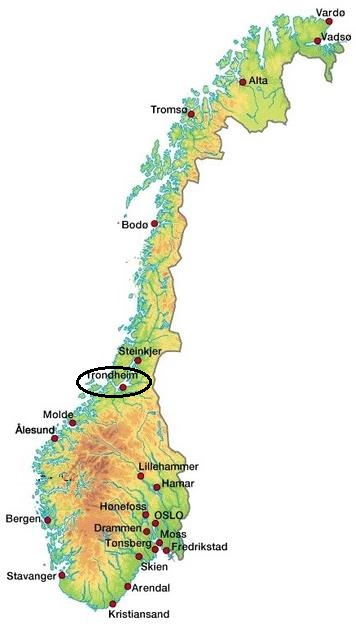 Vardø
Vadsø
Alta
Tromsø
Bodø
Steinkjer
Trondheim
Molde
Ålesund
Lillehammer
Hamar
Hønefoss
OSLO
Bergen
Drammen
Moss
Tønsberg
Fredrikstad
Skien
Stavanger
Arendal
Kristiansand